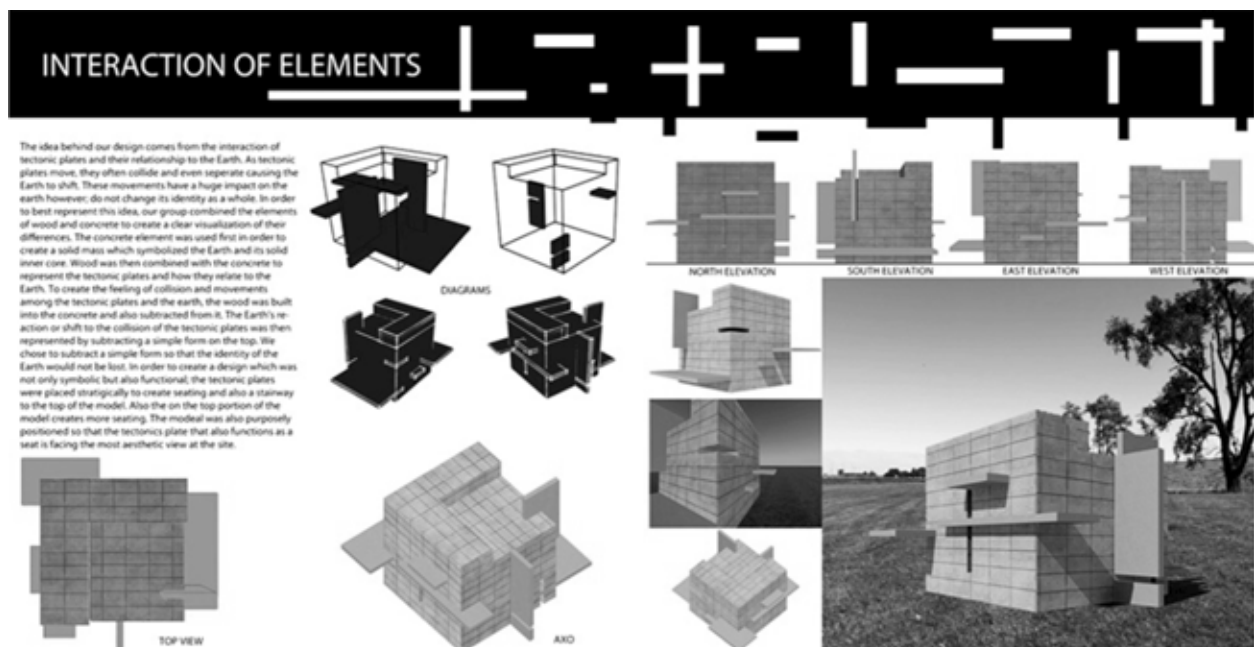 INTERACTION OF ELEMENTS
The idea behind our design comes from the interaction of
tectonic plates and their relationship to the Earth. As tectonic
plates move, they often collide and even seperate causing the
Earth to shift. These movements have a huge impact on the
earth however, do not change its identity as a whole. In order
to best represent this idea, our group combined the elements
of wood and concrete to create a clear visualization of their
differences. The concrete element was used first in order to
create a solid mass which symbolized the Earth and its solid
inner core. Wood was then combined with the concrete to
represent the tectonic plates and how they relate to the
Earth. To create the feeling of collision and movements
among the tectonic plates and the earth, the wood was built
into the concrete and also subtracted from it. The Earth's re-
action or shift to the collision of the tectonic plates was then
represented by subtracting a simple form on the top. We
chose to subtract a simple form so that the identity of the
Earth would not be lost. In order to create a design which was
not only symbolic but also functional; the tectonic plates
were placed stratigically to create seating and also a stairway
to the top of the model. Also the on the top portion of the
model creates more seating. The modeal was also purposely
positioned so that the tectonics plate that also functions as a
seat is facing the most aesthetic view at the site.
DIAGRAMS
NORTH ELEVATION
SOUTH ELEVATION
EAST ELEVATION
WEST ELEVATION
TOP VIEW
AXO